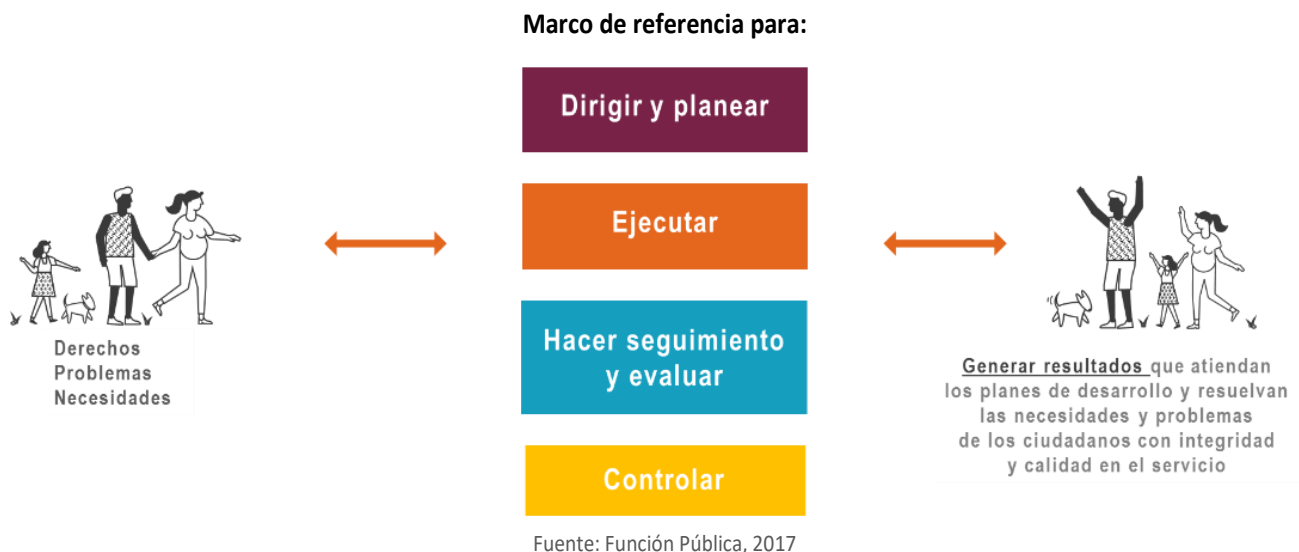 Marco de referencia para:
Dirigir y planear
Ejecutar
Hacer seguimiento
y evaluar
Controlar
Derechos
Problemas
Necesidades
Generar resultados que atiendan
los planes de desarrollo y resuelvan
las necesidades y problemas
de los ciudadanos con integridad
y calidad en el servicio
Fuente: Función Pública, 2017